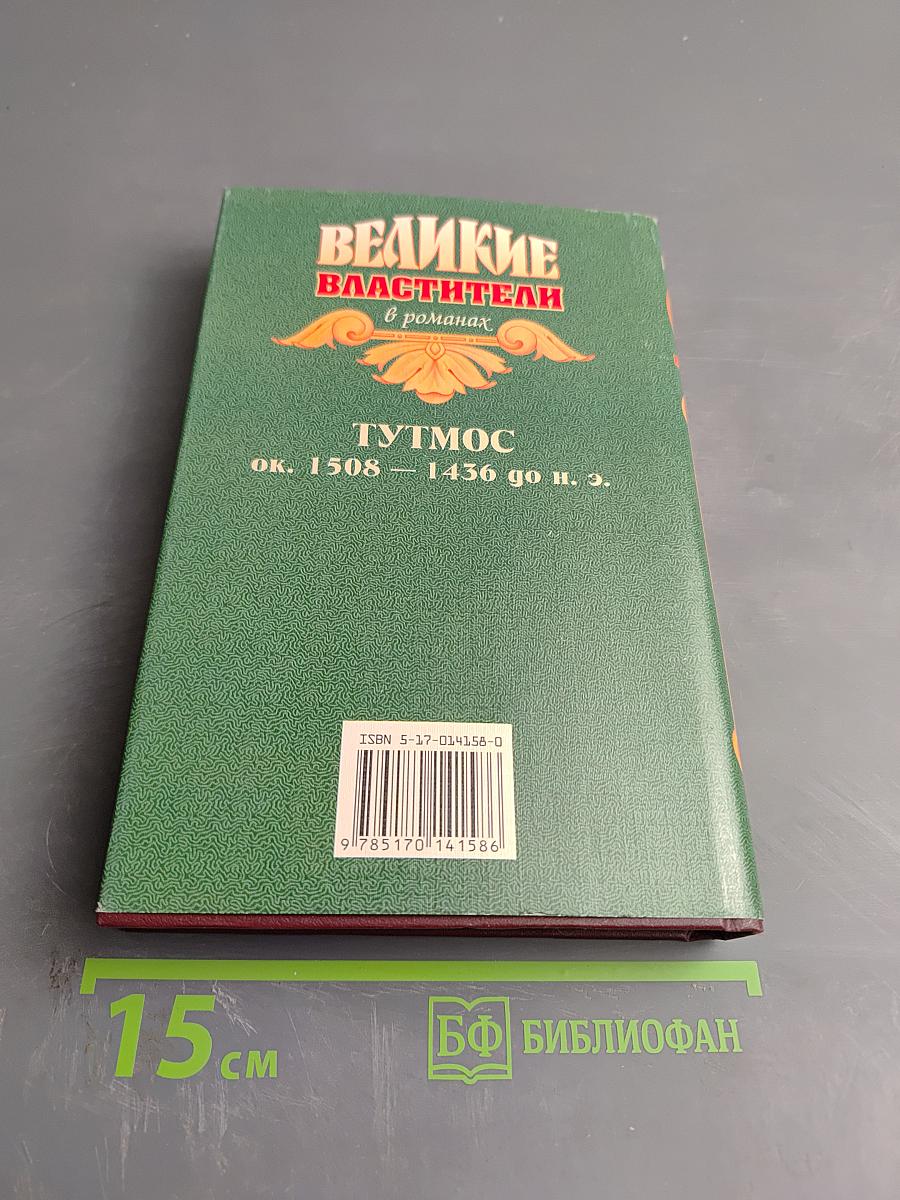 ВЕЛИКИЕ
ВЛАСТИТЕЛИ
в романах
ТУТМОС
ок. 1508 — 1436 до н. э.
ISBN 5-17-014158-0
9 785170 141586
15 см
БФ БИБЛИОФАН